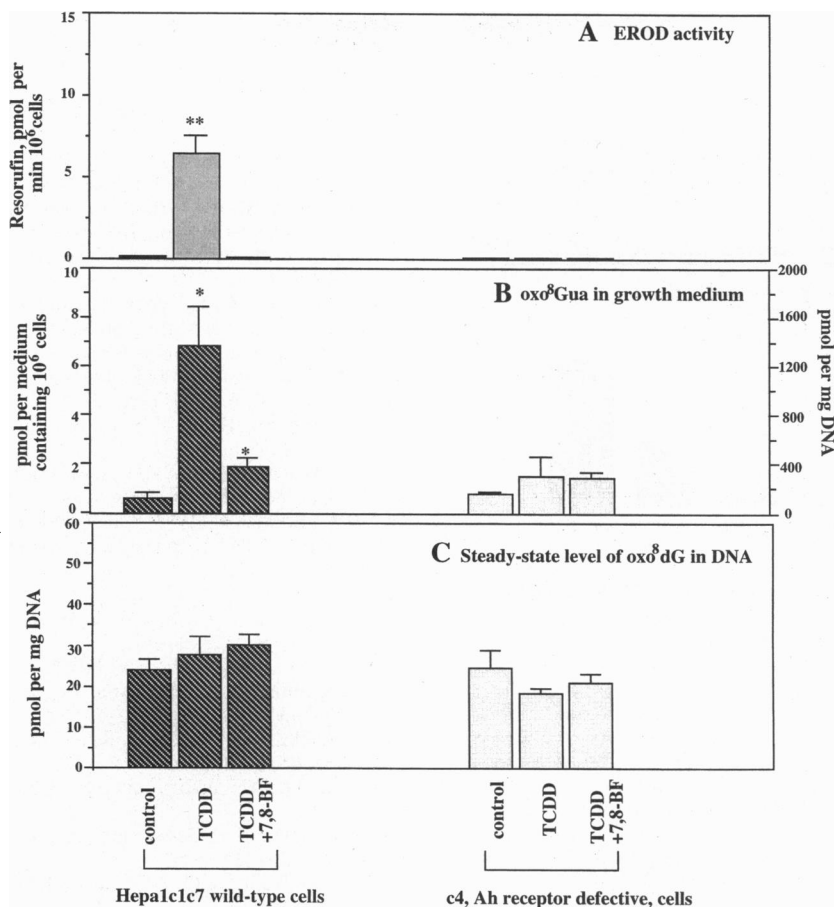 A EROD activity
Resorufin, pmol per
min 10⁶ cells
15
10
5
0
**
B oxo⁸Gua in growth medium
pmol per medium
containing 10⁶ cells
10
8
6
4
2
0
*
*
2000
1600
1200
800
400
0
pmol per mg DNA
C Steady-state level of oxo⁸dG in DNA
pmol per mg DNA
60
50
40
30
20
10
0
control
TCDD
TCDD
+7,8-BF
control
TCDD
TCDD
+7,8-BF
Hepa1c1c7 wild-type cells
c4, Ah receptor defective, cells